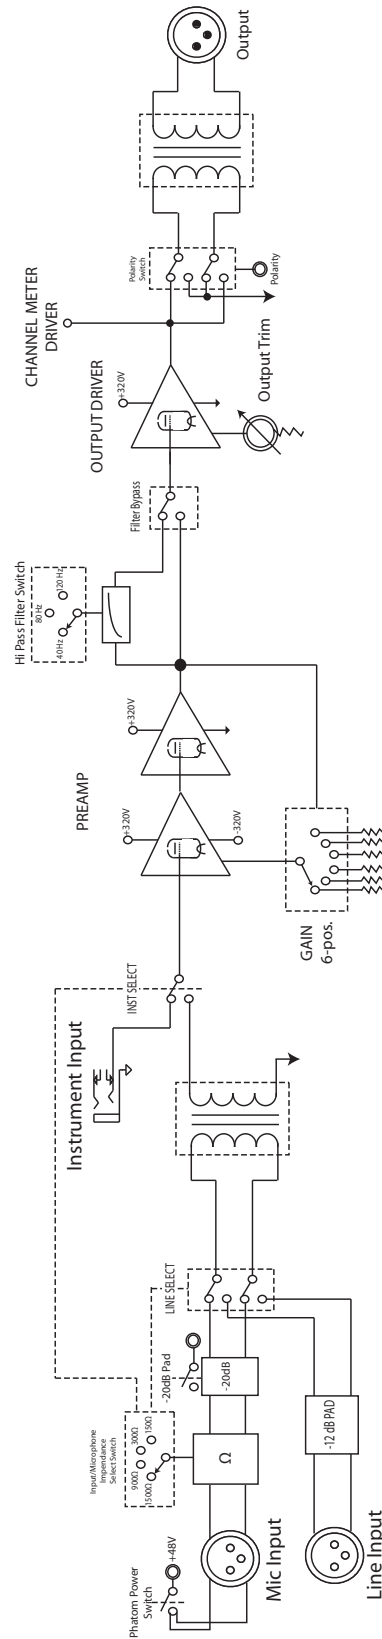 Phatom Power
Switch
+48V
Mic Input
Line Input
Input/Microphone
Impendance
Select Switch
1500Ω
900Ω
300Ω
150Ω
Ω
-20dB Pad
-20dB
-12 dB PAD
LINE SELECT
Instrument Input
INST SELECT
PREAMP
+320V
-320V
+320V
GAIN
6-pos.
Hi Pass Filter Switch
40Hz
80 Hz
120 Hz
Filter Bypass
OUTPUT DRIVER
+320V
Output Trim
CHANNEL METER
DRIVER
Polarity
Switch
Polarity
Output